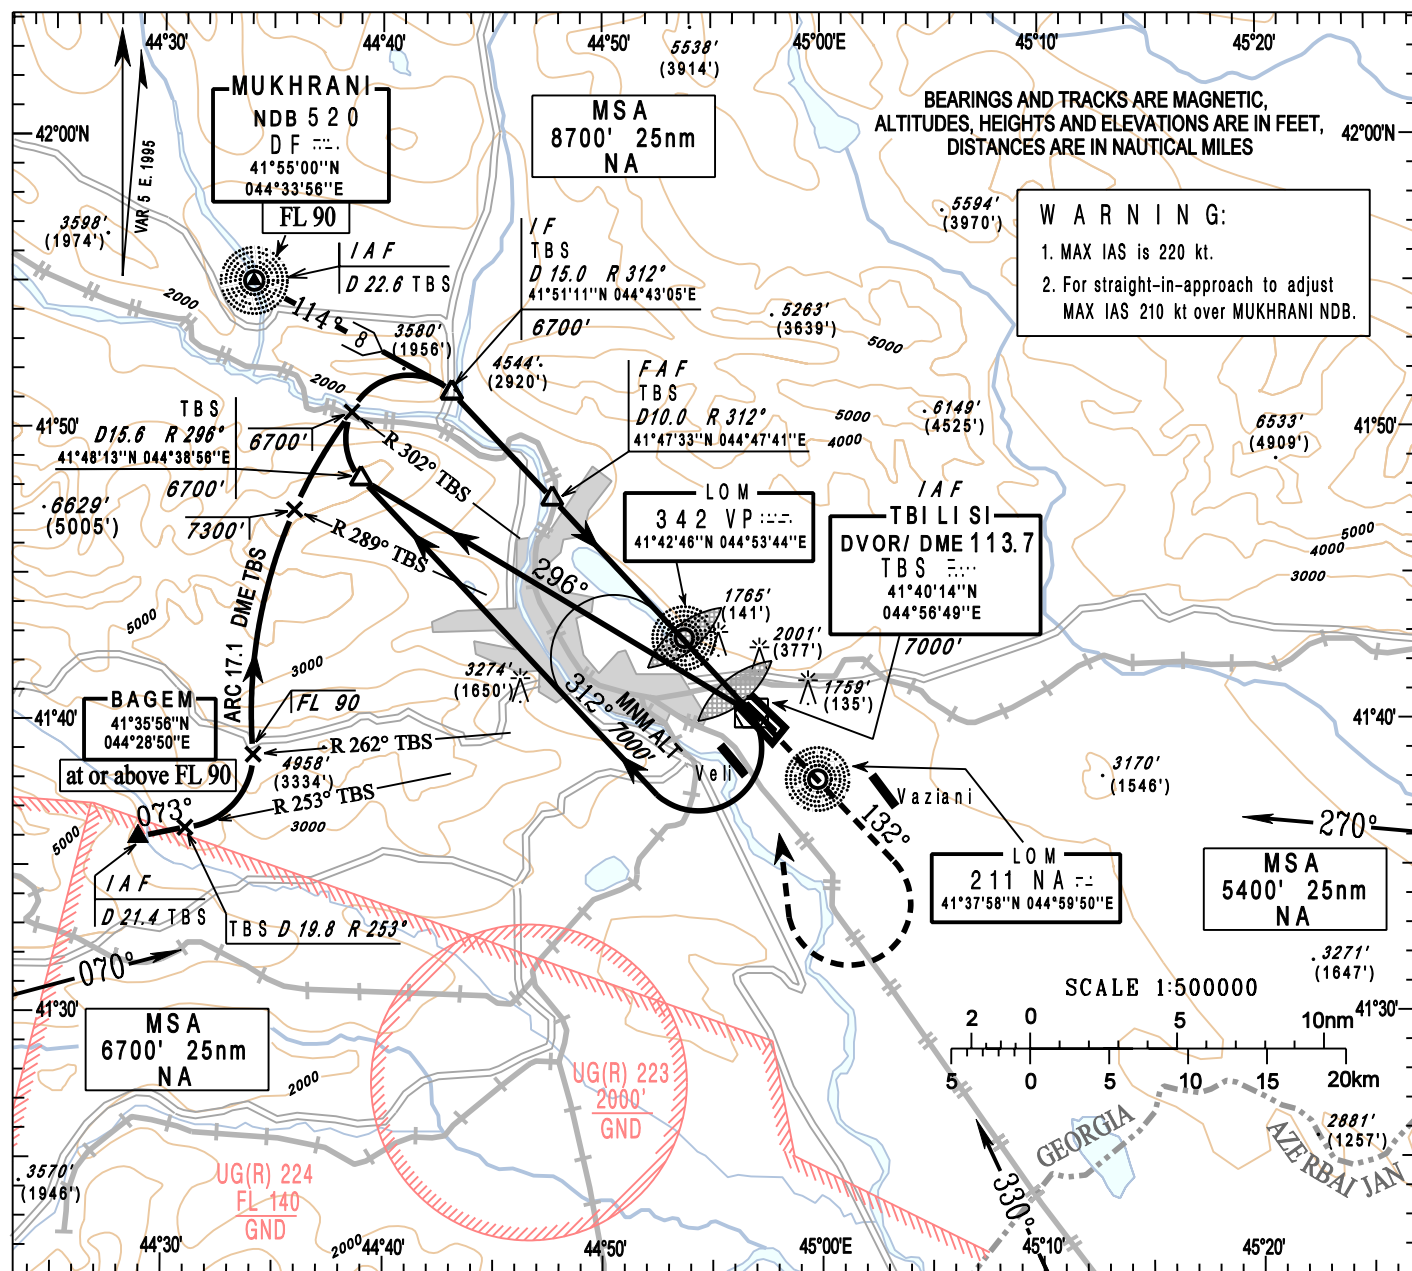 44°30'
44°40'
44°50'
45°00'E
45°10'
45°20'
5538'
(3914')
MUKHRANI
NDB 520
DF
41°55'00''N
044°33'56''E
FL 90
VAR. 5 E. 1995
MSA
8700' 25nm
NA
BEARINGS AND TRACKS ARE MAGNETIC,
ALTITUDES, HEIGHTS AND ELEVATIONS ARE IN FEET,
DISTANCES ARE IN NAUTICAL MILES
42°00'N
42°00'N
WARNING:
1. MAX IAS is 220 kt.
2. For straight-in-approach to adjust
MAX IAS 210 kt over MUKHRANI NDB.
3598'
(1974')
5594'
(3970')
IAF
D 22.6 TBS
IF
TBS
D 15.0 R 312°
41°51'11''N 044°43'05'E
6700'
2000
114°
8
3580'
(1956')
4544'
(2920')
5263'
(3639')
5000
2000
FAF
TBS
D10.0 R 312°
41°47'33''N 044°47'41''E
TBS
D15.6 R 296°
41°48'13''N 044°38'56''E
6700'
6700'
41°50'
41°50'
5000
4000
6149'
(4525')
6533'
(4909')
R 302° TBS
6629'
(5005')
7300'
R 289° TBS
LOM
342 VP
41°42'46''N 044°53'44''E
IAF
TBILISI
DVOR/ DME 113.7
TBS
41°40'14''N
044°56'49''E
7000'
5000
4000
3000
296°
1765'
(141')
2001'
(377')
1759'
(135')
ARC 17.1 DME TBS
5000
3000
3274'
(1650')
312° 7000'
MNM ALT
BAGEM
41°35'56''N
044°28'50''E
at or above FL 90
FL 90
41°40'
41°40'
R 262° TBS
4958'
(3334')
R 253° TBS
3000
Veli
Vaziani
3170'
(1546')
073°
5000
132°
270°
IAF
D 21.4 TBS
TBS D 19.8 R 253°
LOM
211 NA
41°37'58''N 044°59'50''E
MSA
5400' 25nm
NA
070°
3271'
(1647')
SCALE 1:500000
41°30'
41°30'
2 0 5 10nm
5 0 5 10 15 20km
MSA
6700' 25nm
NA
2000
UG(R) 223
2000'
GND
GEORGIA
AZERBAIJAN
2881'
(1257')
3570'
(1946')
UG(R) 224
FL 140
GND
2000
330°
44°30'
44°40'
44°50'
45°00'E
45°10'
45°20'